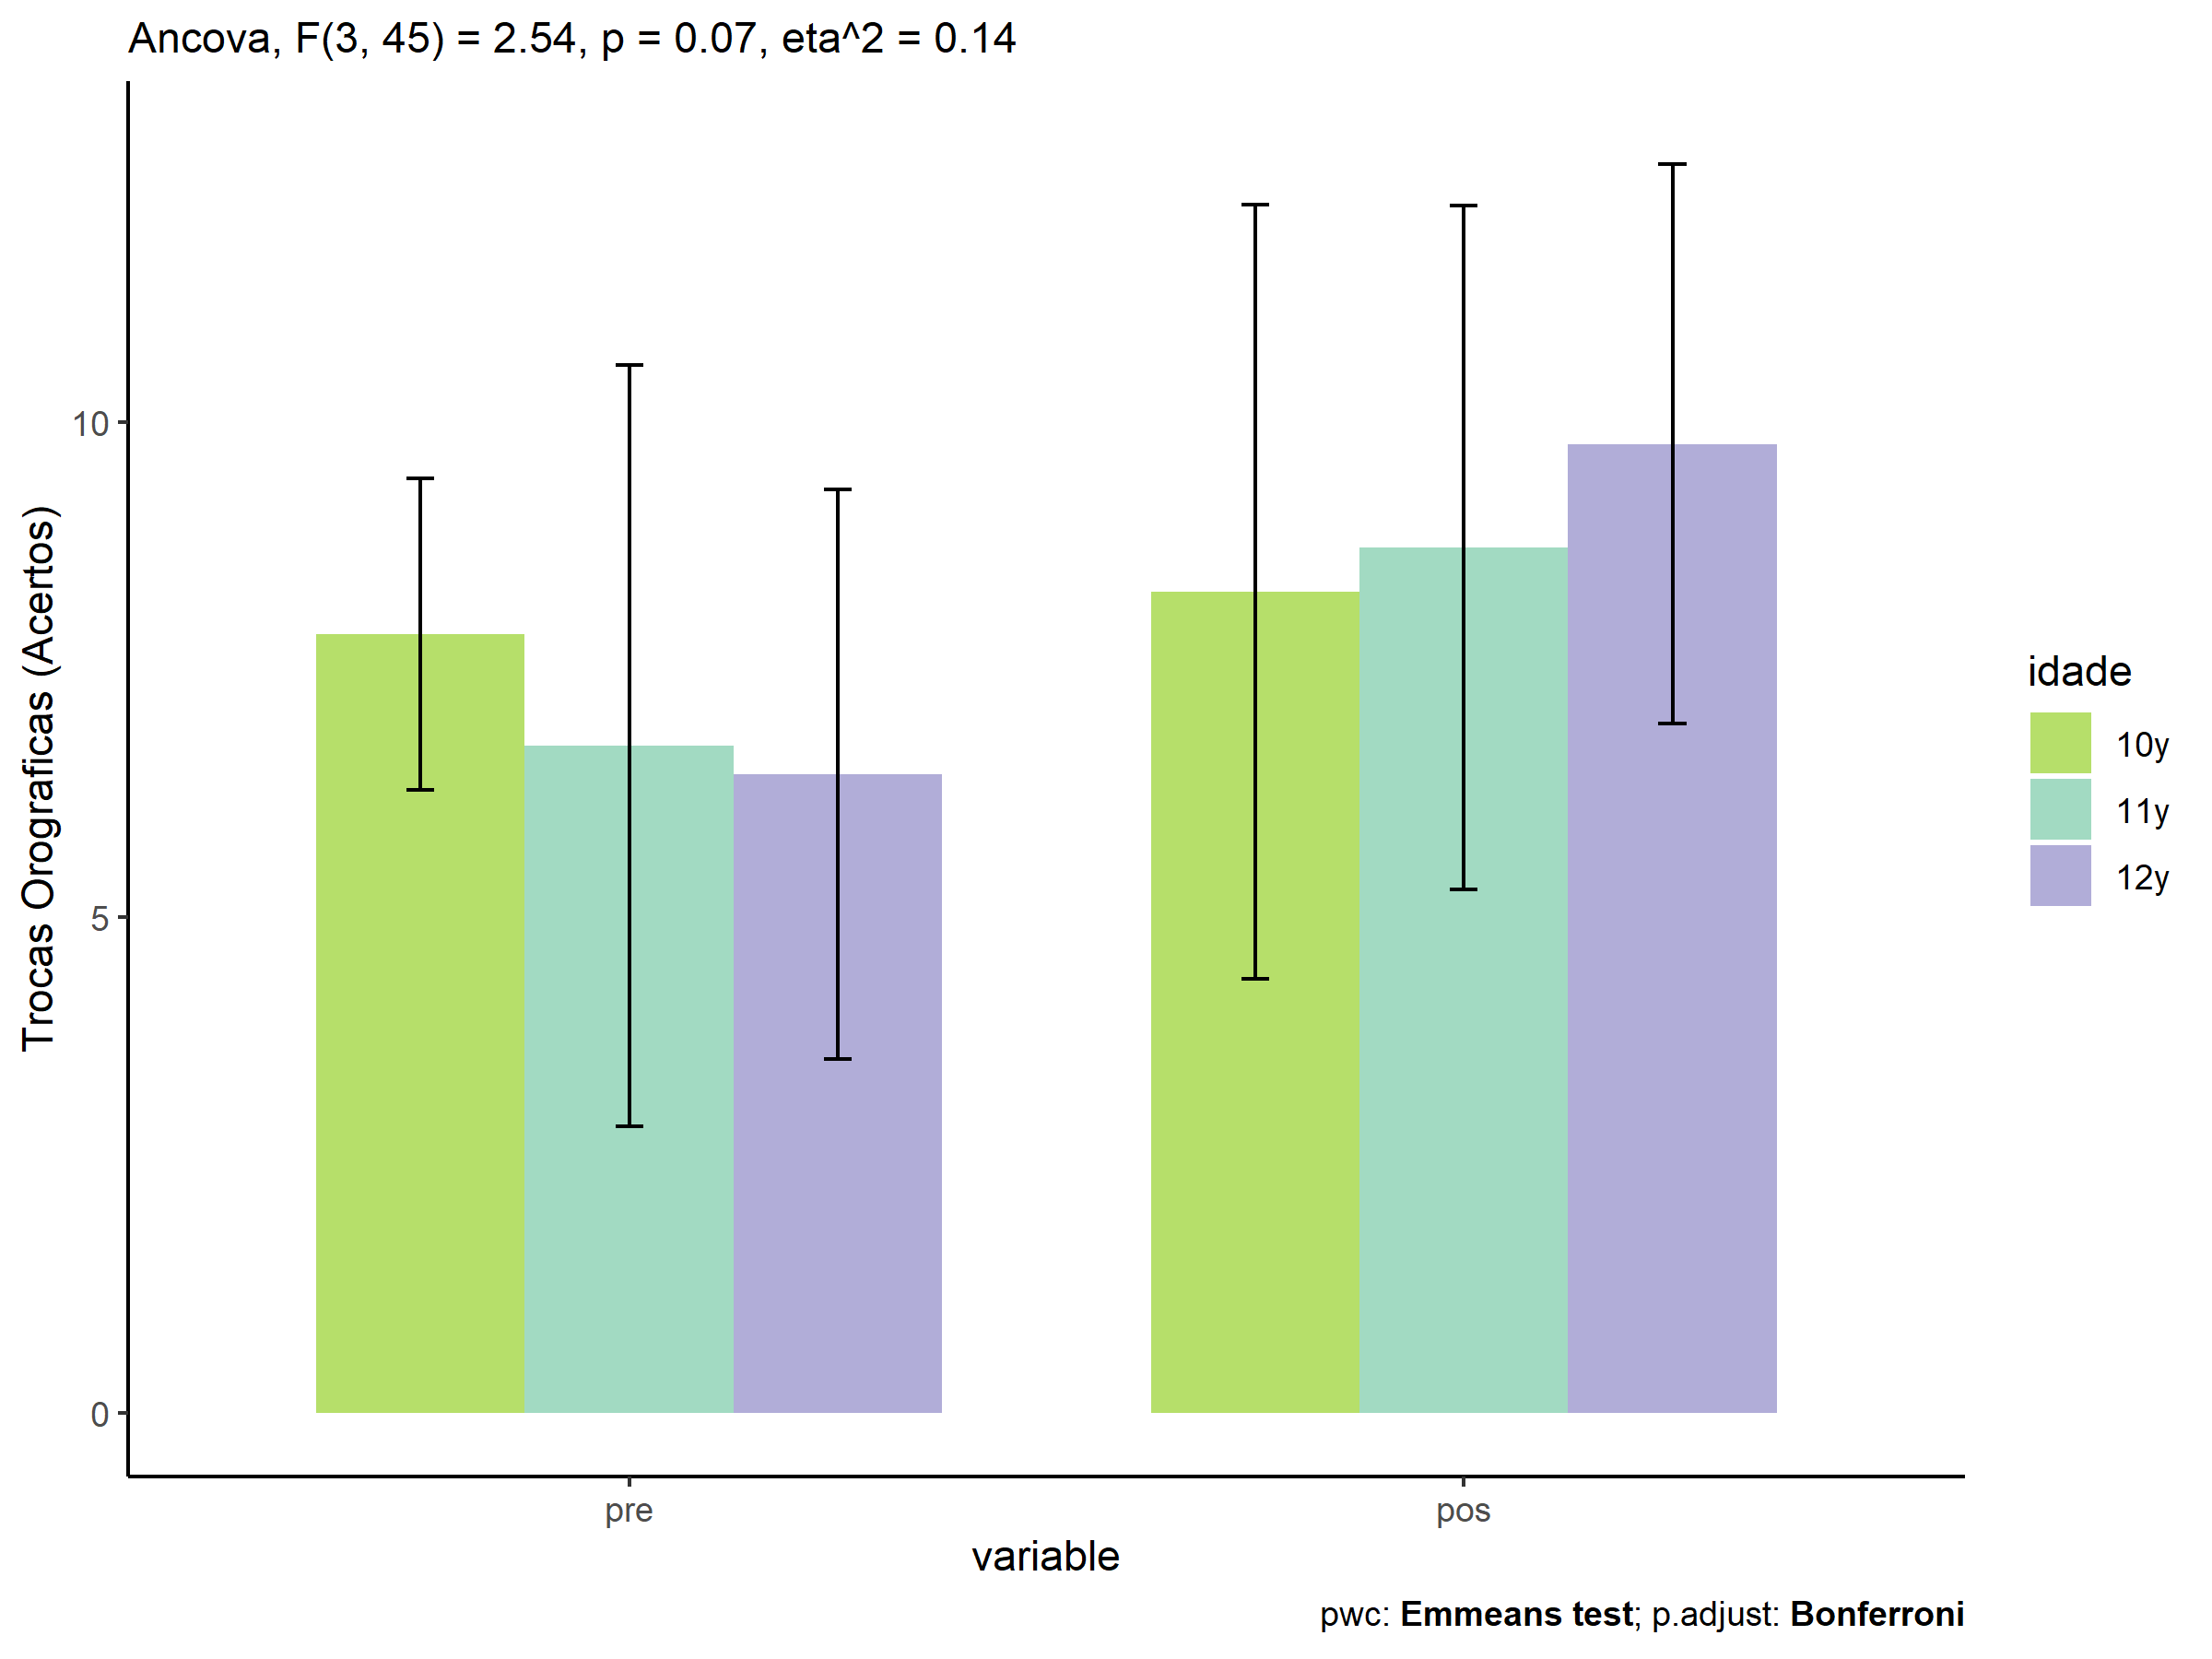 Ancova, F(3, 45) = 2.54, p = 0.07, eta^2 = 0.14
Trocas Orograficas (Acertos)
10
5
0
pre
pos
variable
idade
10y
11y
12y
pwc: Emmeans test; p.adjust: Bonferroni